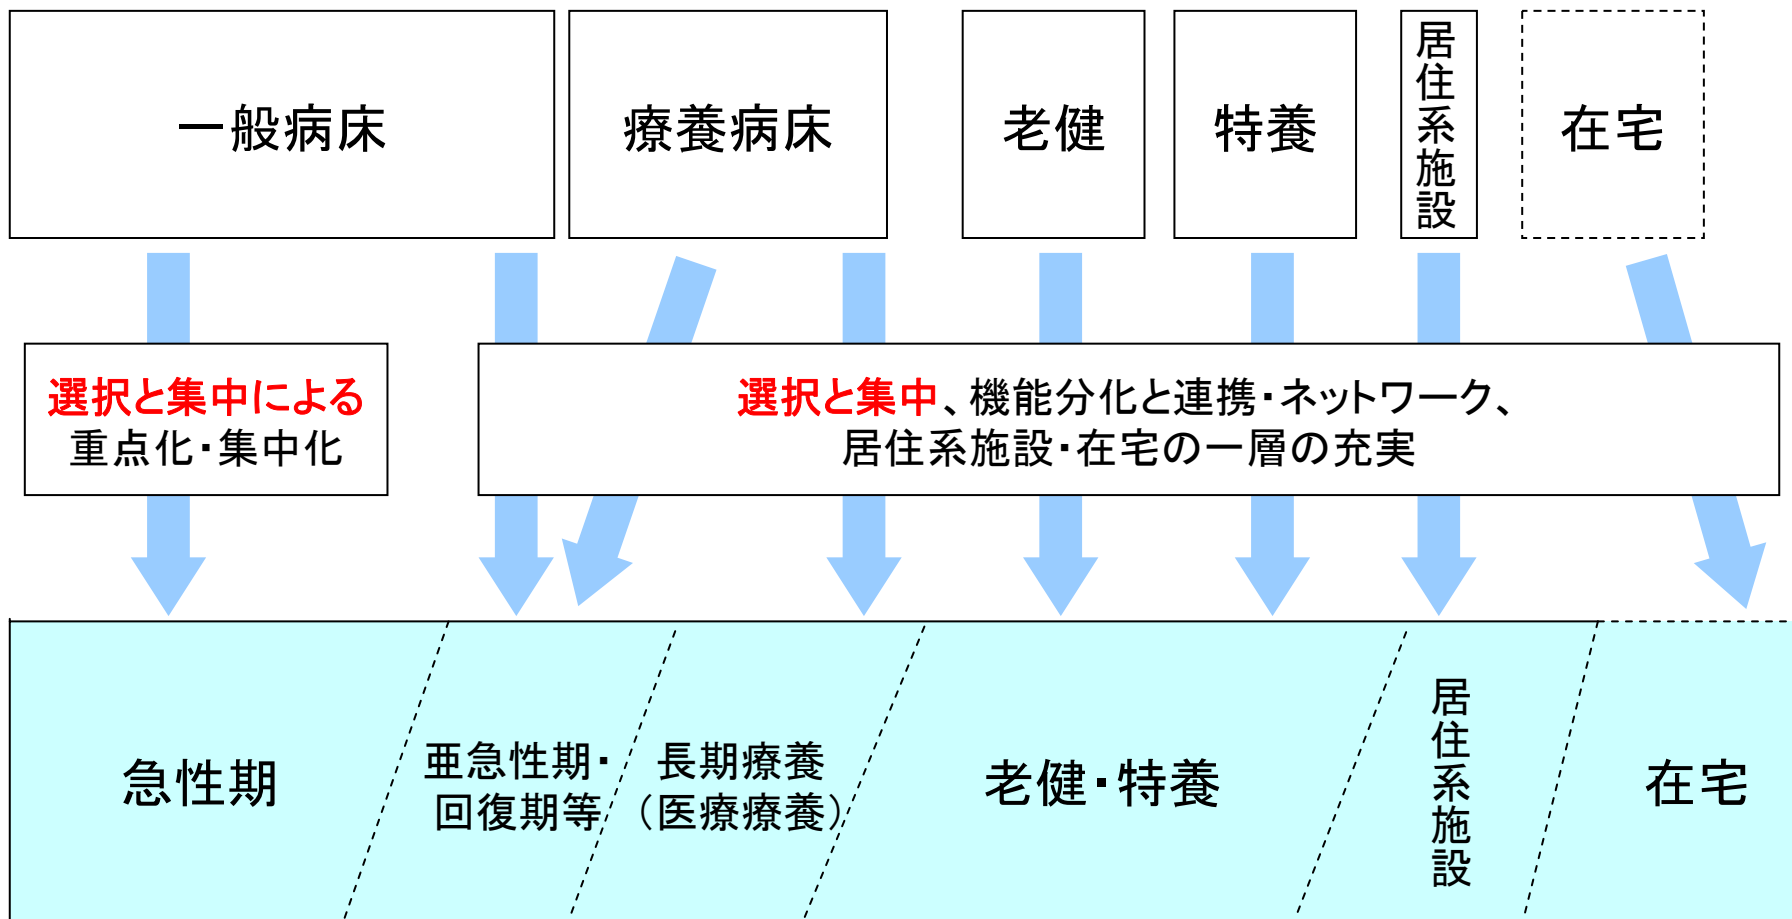 一般病床
療養病床
老健
特養
居住系施設
在宅
選択と集中による
重点化・集中化
選択と集中、機能分化と連携・ネットワーク、
居住系施設・在宅の一層の充実
急性期
亜急性期・
回復期等
長期療養
（医療療養）
老健・特養
居住系施設
在宅